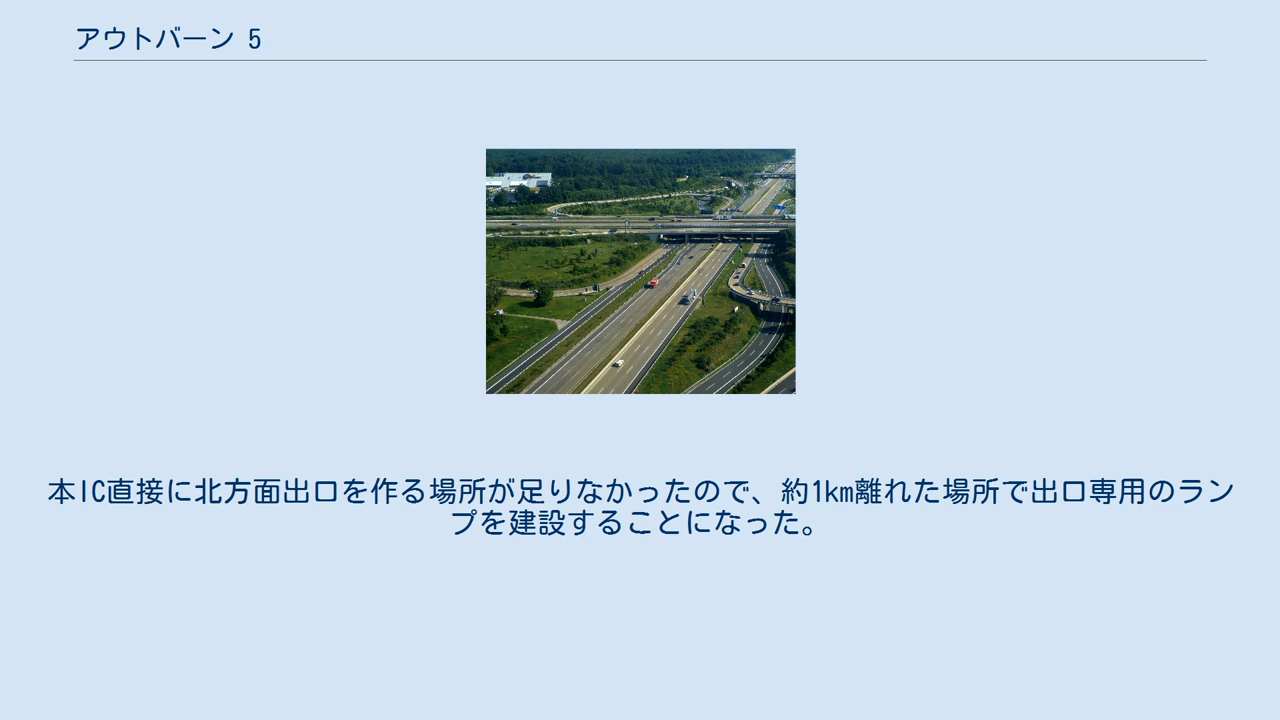 アウトバーン 5
本IC直接に北方面出口を作る場所が足りなかったので、約1km離れた場所で出口専用のラン
プを建設することになった。